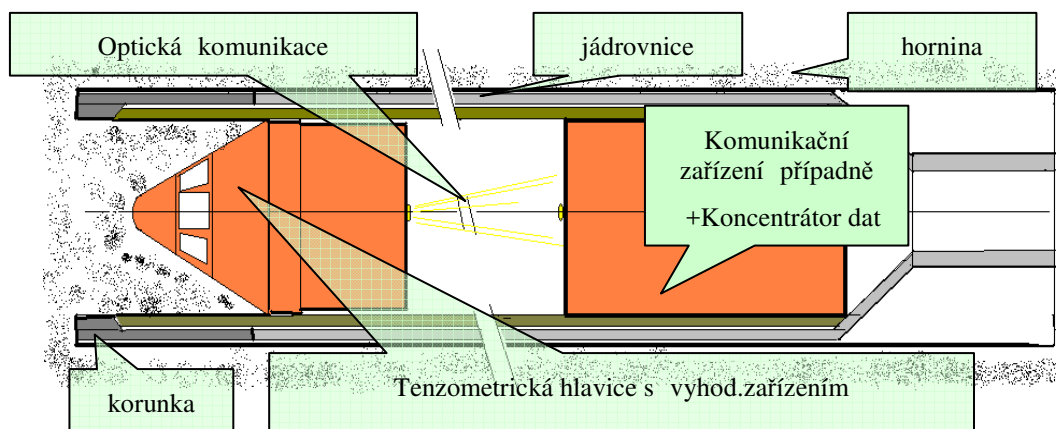 Optická komunikace
jádrovnice
hornina
Komunikační
zařízení případně
+Koncentrátor dat
korunka
Tenzometrická hlavice s vyhod.zařízením